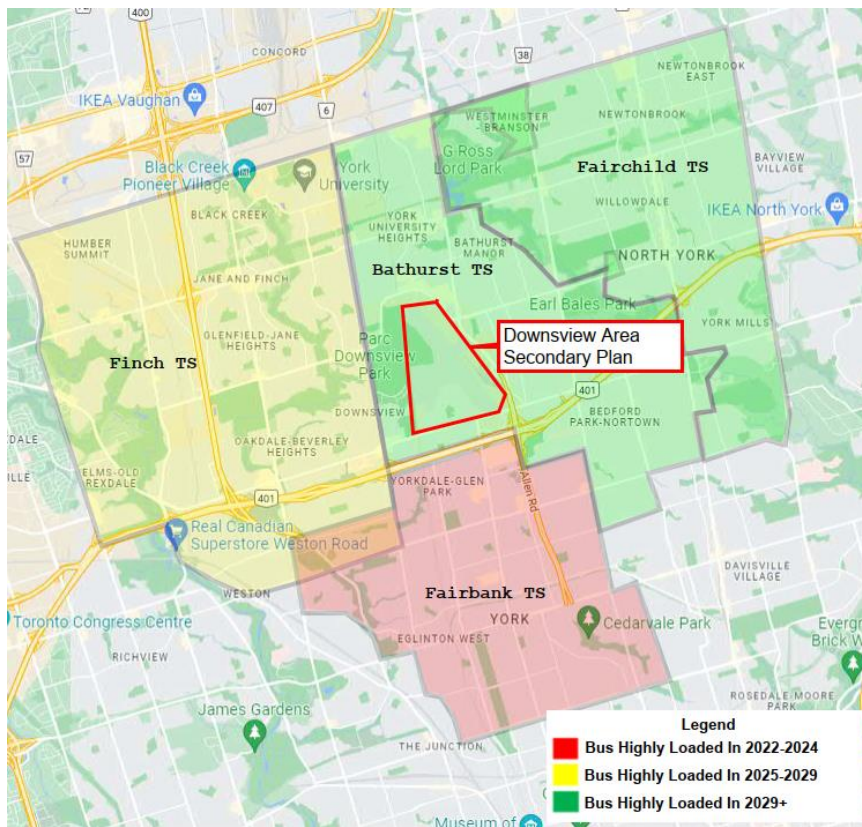 400
CONCORD
38
NEWTONBROOK
EAST
IKEA Vaughan
407
6
WESTMINSTER
- BRANSON
NEWTONBROOK
57
Black Creek
Pioneer Village
York
University
G Ross
Lord Park
Fairchild TS
BAYVIEW
VILLAGE
BLACK CREEK
YORK
UNIVERSITY
HEIGHTS
WILLOWDALE
IKEA North York
HUMBER
SUMMIT
BATHURST
MANOR
NORTH YORK
JANE AND FINCH
Bathurst TS
Earl Bales Park
GLENFIELD-JANE
HEIGHTS
Parc
Downsview
Park
Downsview Area
Secondary Plan
YORK MILLS
Finch TS
401
DOWNSVIEW
BEDFORD
PARK-NORTOWN
OAKDALE-BEVERLEY
HEIGHTS
ELMS-OLD
REXDALE
401
YORKDALE-GLEN
PARK
Allen Rd
Real Canadian
Superstore Weston Road
WESTON
Fairbank TS
DAVISVILLE
VILLAGE
Toronto Congress Centre
YORK
Cedarvale Park
EGLINTON WEST
RICHVIEW
Evergr
Brick W
ROSEDALE-MOORE
PARK
James Gardens
THE JUNCTION
Legend
Bus Highly Loaded In 2022-2024
Bus Highly Loaded In 2025-2029
Bus Highly Loaded In 2029+
Museum of